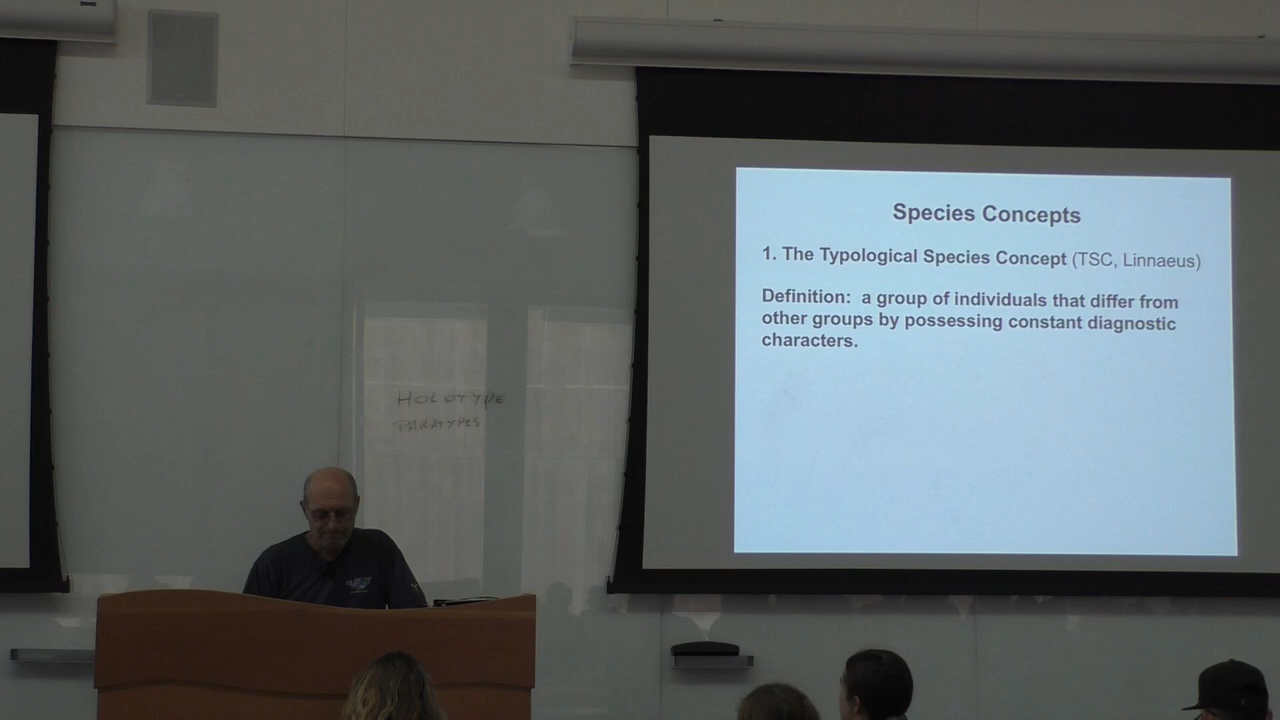 HOLOTYPE
PARATYPES
Species Concepts
1. The Typological Species Concept (TSC, Linnaeus)
Definition:  a group of individuals that differ from
other groups by possessing constant diagnostic
characters.